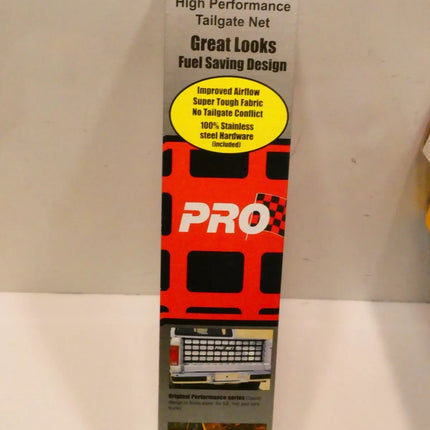 High Performance
Tailgate Net
Great Looks
Fuel Saving Design
Improved Airflow
Super Tough Fabric
No Tailgate Conflict
100% Stainless
steel Hardware
(included)
PRO
Original Performance series